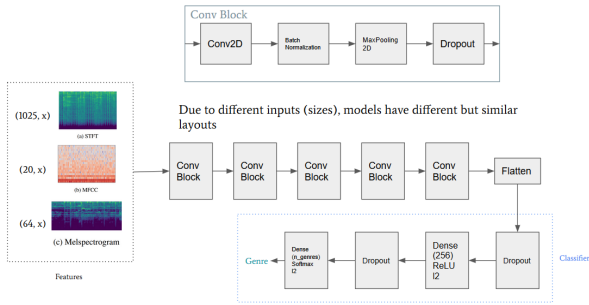 Conv Block
Conv2D
Batch
Normalization
MaxPooling
2D
Dropout
Due to different inputs (sizes), models have different but similar
layouts
(1025, x)
(a) STFT
(20, x)
(b) MFCC
(64, x)
(c) Melspectrogram
Features
Conv
Block
Conv
Block
Conv
Block
Conv
Block
Conv
Block
Flatten
Genre
Dense
(n_genres)
Softmax
l2
Dropout
Dense
(256)
ReLU
l2
Dropout
Classifier